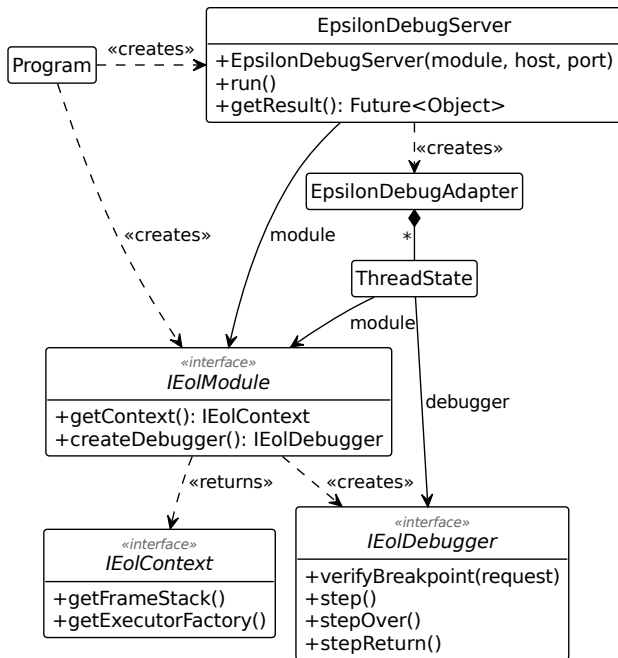 EpsilonDebugServer
+EpsilonDebugServer(module, host, port)
+run()
+getResult(): Future<Object>
«creates»
Program
«creates»
EpsilonDebugAdapter
*
ThreadState
«creates»
module
module
debugger
«interface»
IEolModule
+getContext(): IEolContext
+createDebugger(): IEolDebugger
«returns»
«creates»
«interface»
IEolContext
+getFrameStack()
+getExecutorFactory()
«interface»
IEolDebugger
+verifyBreakpoint(request)
+step()
+stepOver()
+stepReturn()